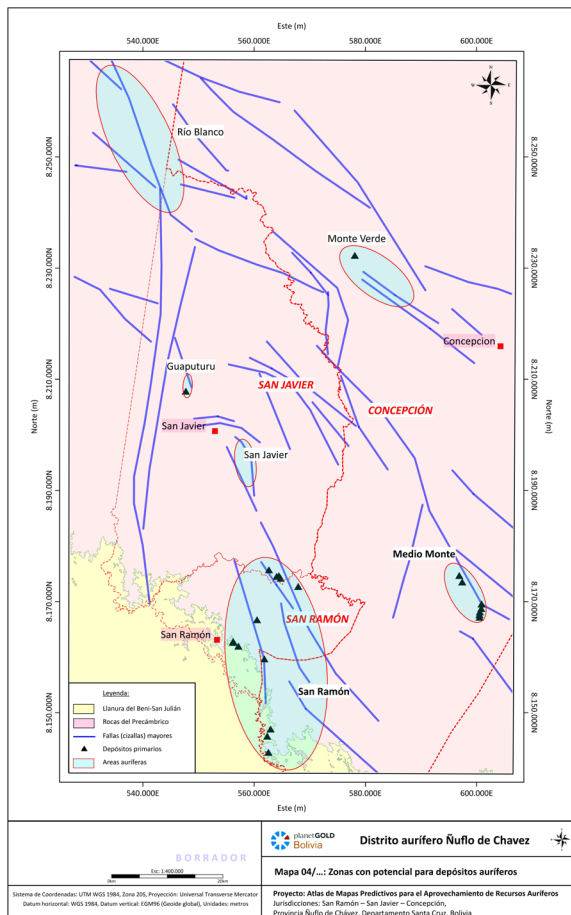 Este (m)
540.000E
560.000E
580.000E
600.000E
N
W
E
S
Río Blanco
8.250.000N
8.250.000N
Monte Verde
8.230.000N
8.230.000N
Concepcion
Guaputuru
8.210.000N
8.210.000N
SAN JAVIER
CONCEPCIÓN
Norte (m)
Norte (m)
San Javier
San Javier
8.190.000N
8.190.000N
Medio Monte
8.170.000N
8.170.000N
SAN RAMÓN
San Ramón
San Ramón
8.150.000N
8.150.000N
Leyenda:
Llanura del Beni-San Julián
Rocas del Precámbrico
Fallas (cizallas) mayores
Depósitos primarios
Areas auríferas
540.000E
560.000E
580.000E
600.000E
Este (m)
BORRADOR
Esc: 1:400.000
0km
10km
20km
Sistema de Coordenadas: UTM WGS 1984, Zona 20S, Proyección: Universal Transverse Mercator
Datum horizontal: WGS 1984, Datum vertical: EGM96 (Geoide global), Unidades: metros
planetGOLD
Bolivia
Distrito aurífero Ñuflo de Chavez
Mapa 04/...: Zonas con potencial para depósitos auríferos
Proyecto: Atlas de Mapas Predictivos para el Aprovechamiento de Recursos Auríferos
Jurisdicciones: San Ramón – San Javier – Concepción,
Provincia Ñuflo de Chávez, Departamento Santa Cruz, Bolivia